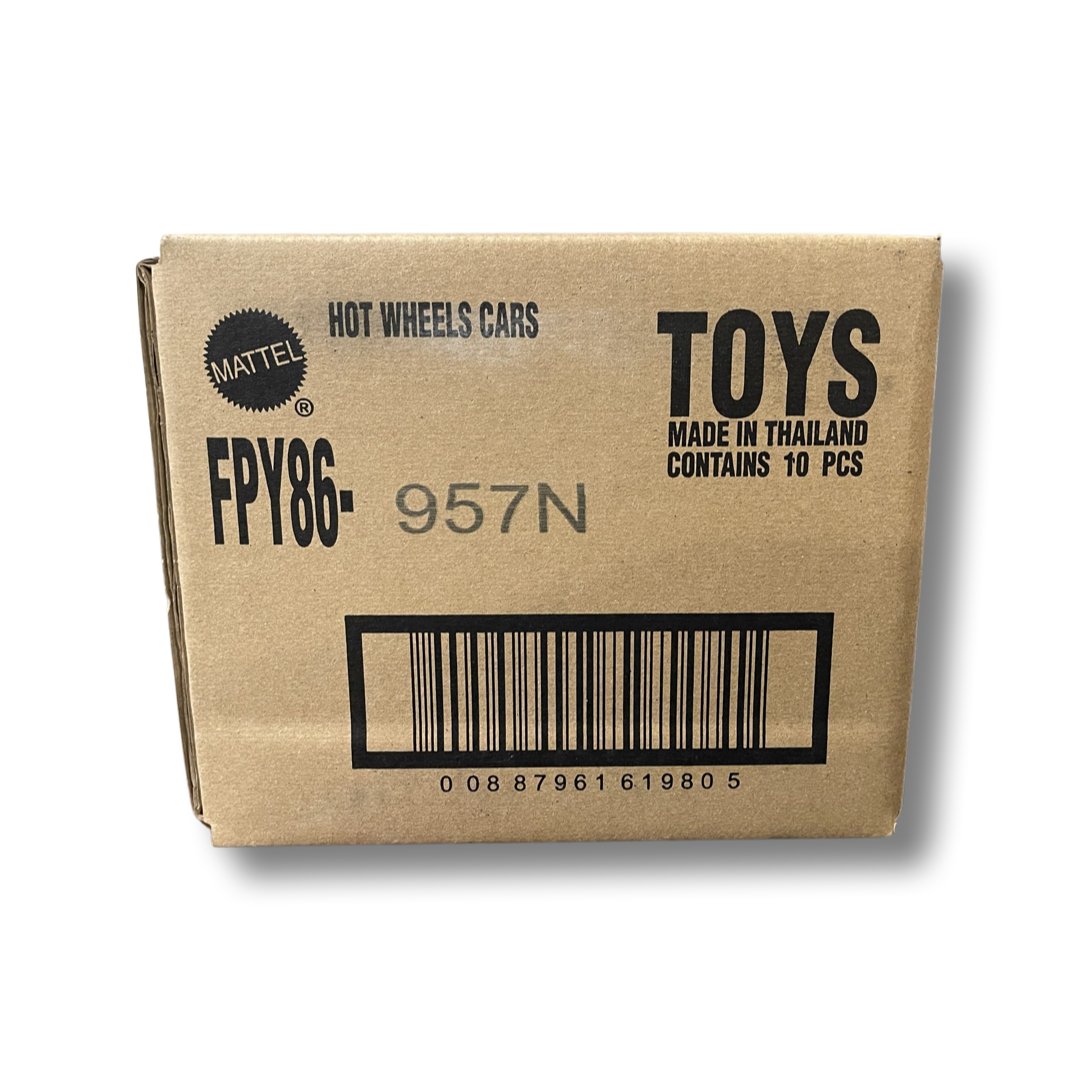 HOT WHEELS CARS
MATTEL
®
TOYS
MADE IN THAILAND
CONTAINS 10 PCS
FPY86- 957N
0 08 87961 61980 5